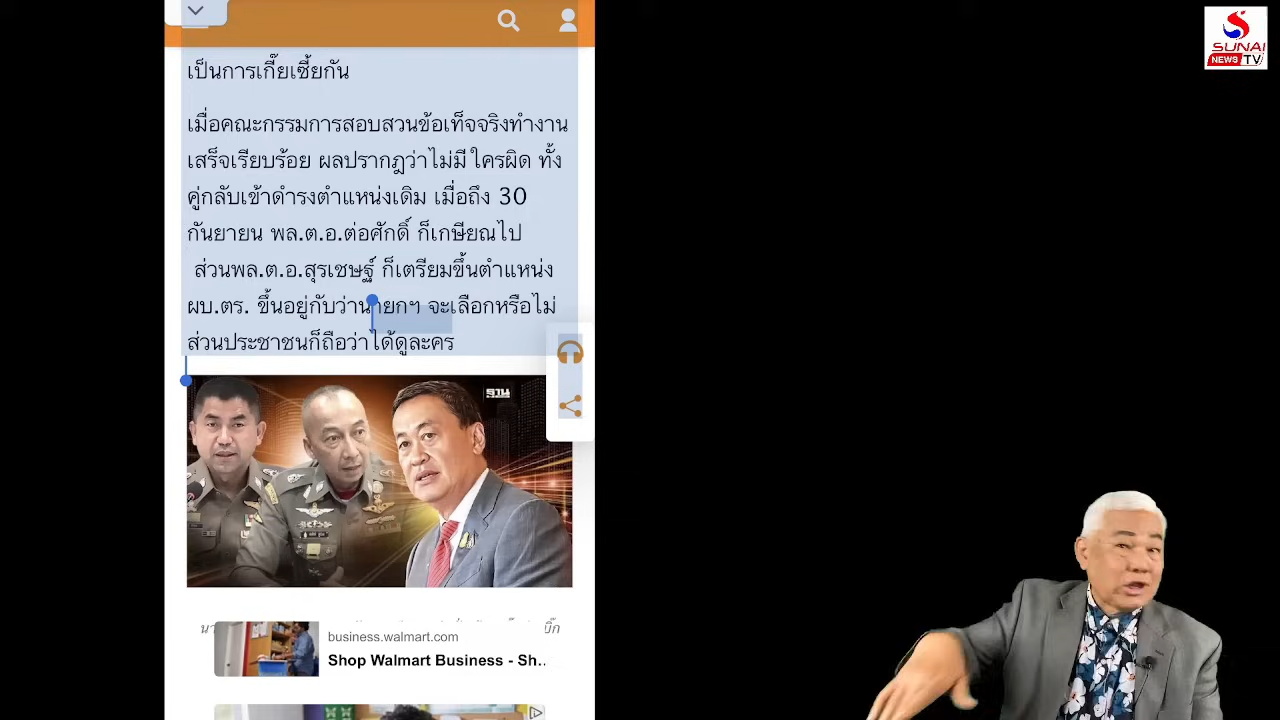 SUNAI
NEWS TV
เป็นการเกี๊ยเซี้ยกัน
เมื่อคณะกรรมการสอบสวนข้อเท็จจริงทำงาน
เสร็จเรียบร้อย ผลปรากฎว่าไม่มี ใครผิด ทั้ง
คู่กลับเข้าดำรงตำแหน่งเดิม เมื่อถึง 30
กันยายน พล.ต.อ.ต่อศักดิ์ ก็เกษียณไป
ส่วนพล.ต.อ.สุรเชษฐ์ ก็เตรียมขึ้นตำแหน่ง
ผบ.ตร. ขึ้นอยู่กับว่านายกฯ จะเลือกหรือไม่
ส่วนประชาชนก็ถือว่าได้ดูละคร
ฐาน
business.walmart.com
Shop Walmart Business - Sh..